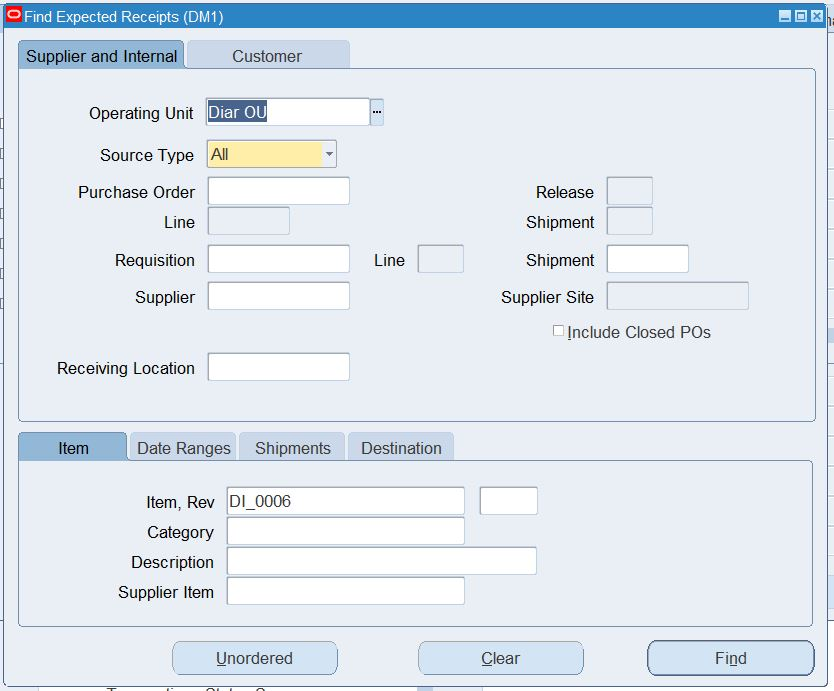 Find Expected Receipts (DM1)
Supplier and Internal Customer
Operating Unit Diar OU ...
Source Type All
Purchase Order Release
Line Shipment
Requisition Line Shipment
Supplier Supplier Site
Include Closed POs
Receiving Location
Item Date Ranges Shipments Destination
Item, Rev DI_0006
Category
Description
Supplier Item
Unordered Clear Find